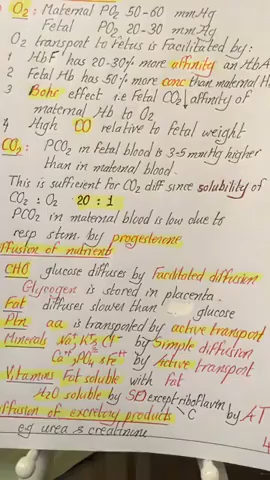 O2: Maternal PO2 50-60 mmHg
Fetal PO2 20-30 mmHg
O2 transport to fetus is facilitated by:
1 HbF has 20-30% more affinity an HbA
2 Fetal Hb has 50% more conc than maternal H
3 Bohs effect i.e Fetal CO2↓ affinity of
maternal Hb to O2
4 High CO relative to fetal weight
CO2: PCO2 in fetal blood is 3-5 mmHg higher
than in maternal blood.
This is sufficient for CO2 diff since solubility of
CO2 : O2 20 : 1
PCO2 in maternal blood is low due to
resp stim. by progesterone
ffusion of nutrients
CHO glucose diffuses by Facilitated diffusion
Glycogen is stored in placenta.
Fat diffuses slower than glucose
Ptn aa is transpoted by active transport
Minerals Na+, K+ & Cl- by Simple diffusion
Ca++, PO4 & Fe++ by Active transport
Vitamins Fat soluble with fat
H2O soluble by SD except riboflavin by AT
C
ffusion of excretory products
e.g urea & creatinine
4